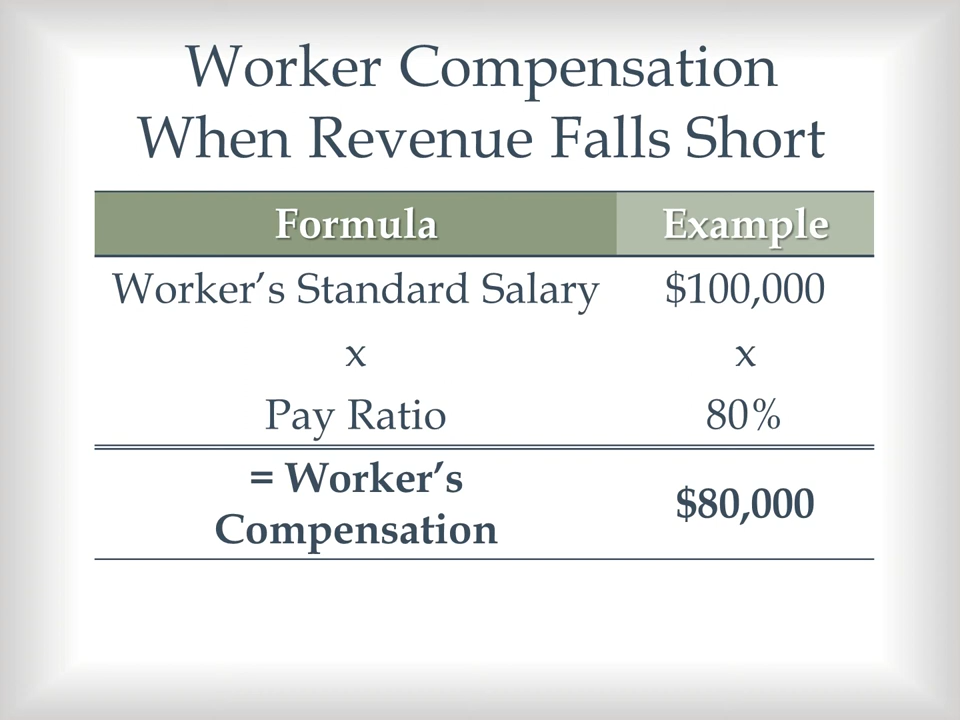 Worker Compensation
When Revenue Falls Short
Formula Example
Worker’s Standard Salary $100,000
x x
Pay Ratio 80%
= Worker’s
Compensation $80,000